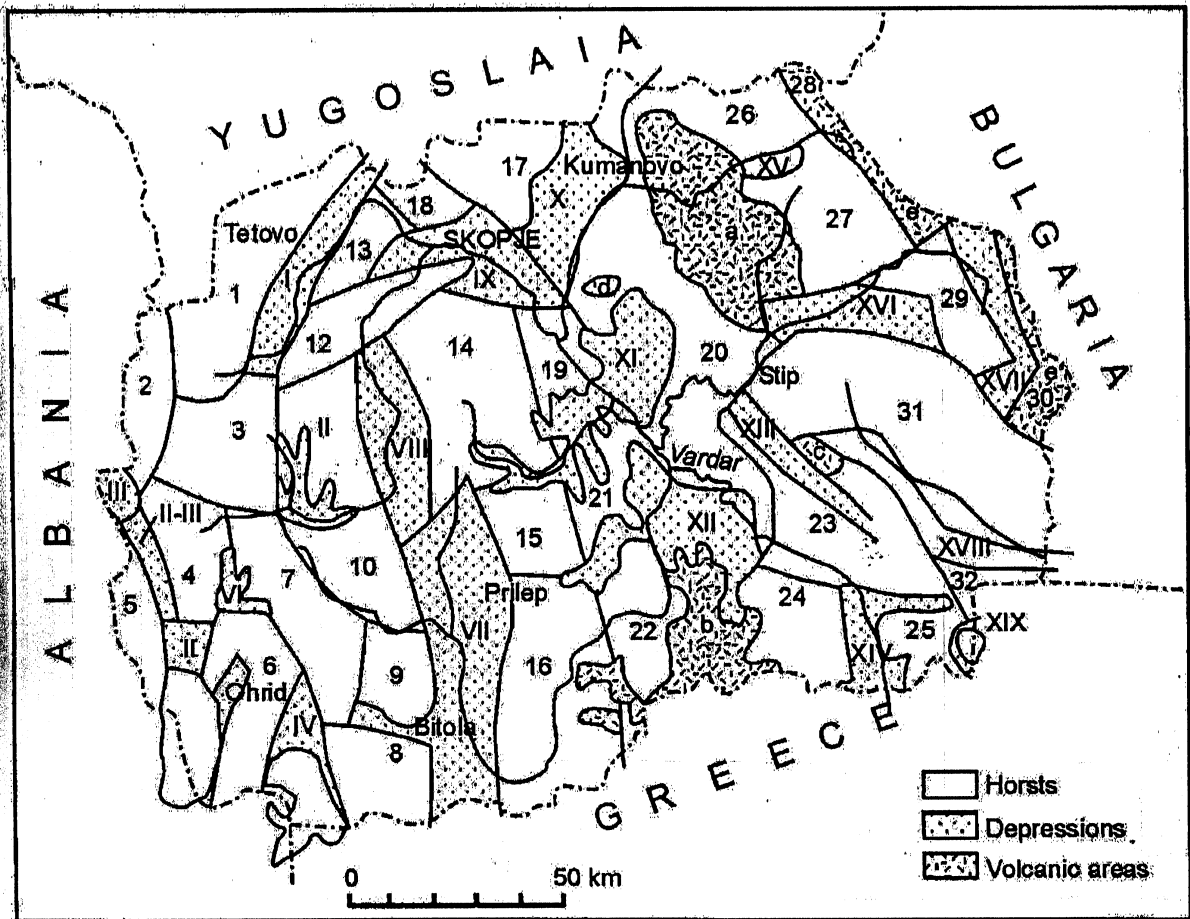 YUGOSLAIA
BULGARIA
ALBANIA
GREECE
28
26
17
Kumanovo
XV
X
18
27
Tetovo
SKOPJE
a
e
13
I
IX
d
1
XVI
29
12
14
XI
20
2
19
Stip
XVII
e
30
31
3
II
VIII
XIII
c
Vardar
III
II-III
21
XII
23
15
XVIII
4
VI
7
10
32
5
Prilep
24
VII
b
22
25
XIX
II
6
9
16
XIV
Ohrid
IV
Bitola
8
Horsts
Depressions
Volcanic areas
0 50 km